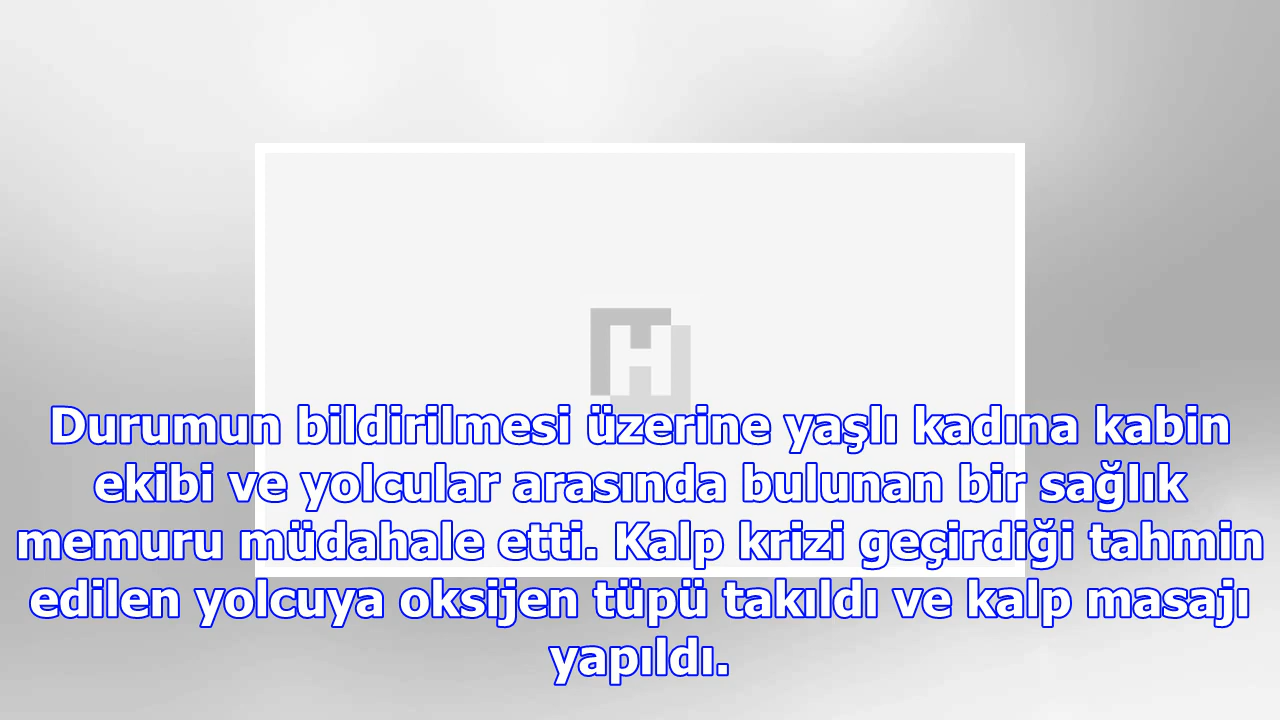 H
Durumun bildirilmesi üzerine yaşlı kadına kabin
ekibi ve yolcular arasında bulunan bir sağlık
memuru müdahale etti. Kalp krizi geçirdiği tahmin
edilen yolcuya oksijen tüpü takıldı ve kalp masajı
yapıldı.